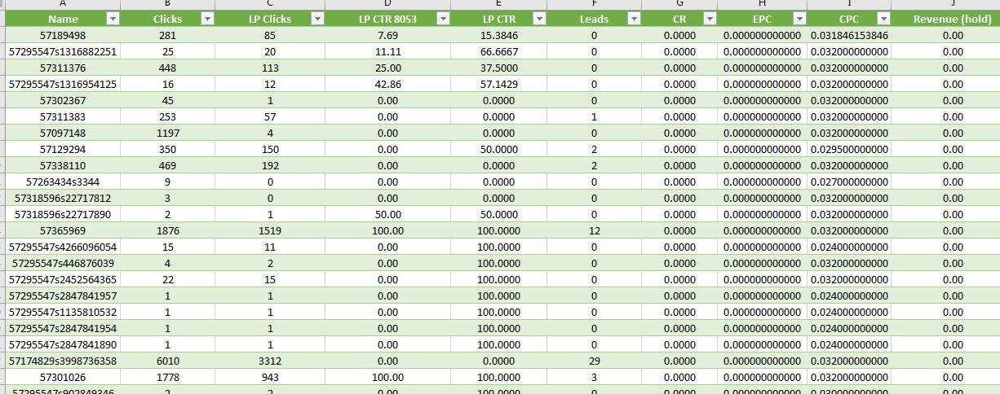 A B C D E F G H I J
Name Clicks LP Clicks LP CTR 8053 LP CTR Leads CR EPC CPC Revenue (hold)
57189498 281 85 7.69 15.3846 0 0.0000 0.000000000000 0.031846153846 0.00
57295547s1316882251 25 20 11.11 66.6667 0 0.0000 0.000000000000 0.032000000000 0.00
57311376 448 113 25.00 37.5000 0 0.0000 0.000000000000 0.032000000000 0.00
57295547s1316954125 16 12 42.86 57.1429 0 0.0000 0.000000000000 0.032000000000 0.00
57302367 45 1 0.00 0.0000 0 0.0000 0.000000000000 0.032000000000 0.00
57311383 253 57 0.00 0.0000 1 0.0000 0.000000000000 0.032000000000 0.00
57097148 1197 4 0.00 0.0000 0 0.0000 0.000000000000 0.032000000000 0.00
57129294 350 150 0.00 50.0000 2 0.0000 0.000000000000 0.029500000000 0.00
57338110 469 192 0.00 0.0000 2 0.0000 0.000000000000 0.032000000000 0.00
57263434s3344 9 0 0.00 0.0000 0 0.0000 0.000000000000 0.027000000000 0.00
57318596s22717812 3 0 0.00 0.0000 0 0.0000 0.000000000000 0.032000000000 0.00
57318596s22717890 2 1 50.00 50.0000 0 0.0000 0.000000000000 0.032000000000 0.00
57365969 1876 1519 100.00 100.0000 12 0.0000 0.000000000000 0.032000000000 0.00
57295547s4266096054 15 11 0.00 100.0000 0 0.0000 0.000000000000 0.024000000000 0.00
57295547s446876039 4 2 0.00 100.0000 0 0.0000 0.000000000000 0.032000000000 0.00
57295547s2452564365 22 15 0.00 100.0000 0 0.0000 0.000000000000 0.032000000000 0.00
57295547s2847841957 1 1 0.00 100.0000 0 0.0000 0.000000000000 0.024000000000 0.00
57295547s1135810532 1 1 0.00 100.0000 0 0.0000 0.000000000000 0.024000000000 0.00
57295547s2847841954 1 1 0.00 100.0000 0 0.0000 0.000000000000 0.024000000000 0.00
57295547s2847841890 1 1 0.00 100.0000 0 0.0000 0.000000000000 0.032000000000 0.00
57174829s3998736358 6010 3312 0.00 0.0000 29 0.0000 0.000000000000 0.032000000000 0.00
57301026 1778 943 100.00 100.0000 3 0.0000 0.000000000000 0.032000000000 0.00
57295547s902849346 2 2 0.00 100.0000 0 0.0000 0.000000000000 0.030000000000 0.00